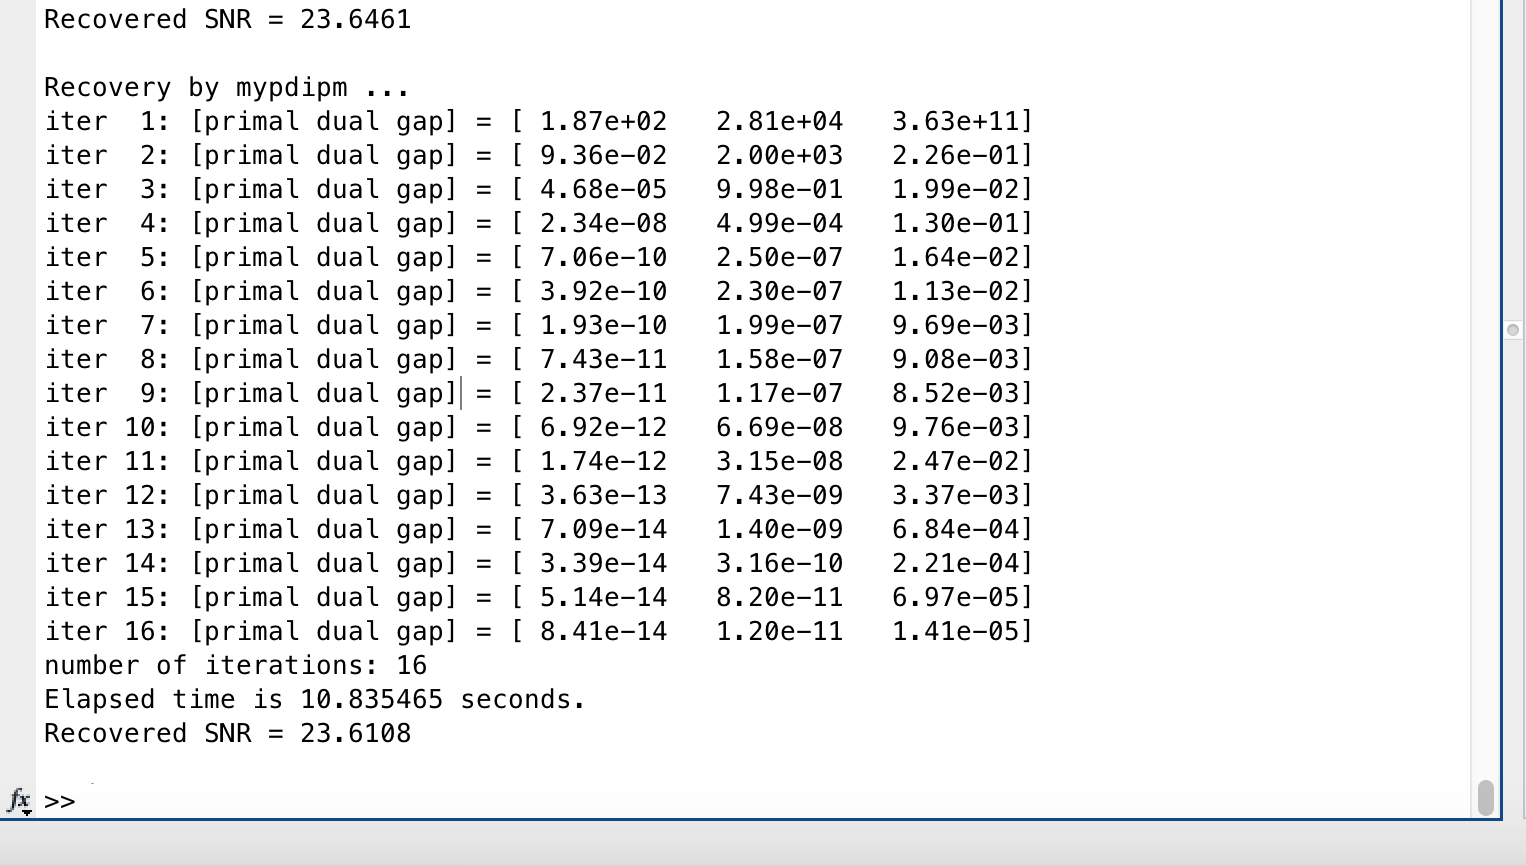 Recovered SNR = 23.6461
Recovery by mypdipm ...
iter  1: [primal dual gap] = [ 1.87e+02   2.81e+04   3.63e+11]
iter  2: [primal dual gap] = [ 9.36e-02   2.00e+03   2.26e-01]
iter  3: [primal dual gap] = [ 4.68e-05   9.98e-01   1.99e-02]
iter  4: [primal dual gap] = [ 2.34e-08   4.99e-04   1.30e-01]
iter  5: [primal dual gap] = [ 7.06e-10   2.50e-07   1.64e-02]
iter  6: [primal dual gap] = [ 3.92e-10   2.30e-07   1.13e-02]
iter  7: [primal dual gap] = [ 1.93e-10   1.99e-07   9.69e-03]
iter  8: [primal dual gap] = [ 7.43e-11   1.58e-07   9.08e-03]
iter  9: [primal dual gap] = [ 2.37e-11   1.17e-07   8.52e-03]
iter 10: [primal dual gap] = [ 6.92e-12   6.69e-08   9.76e-03]
iter 11: [primal dual gap] = [ 1.74e-12   3.15e-08   2.47e-02]
iter 12: [primal dual gap] = [ 3.63e-13   7.43e-09   3.37e-03]
iter 13: [primal dual gap] = [ 7.09e-14   1.40e-09   6.84e-04]
iter 14: [primal dual gap] = [ 3.39e-14   3.16e-10   2.21e-04]
iter 15: [primal dual gap] = [ 5.14e-14   8.20e-11   6.97e-05]
iter 16: [primal dual gap] = [ 8.41e-14   1.20e-11   1.41e-05]
number of iterations: 16
Elapsed time is 10.835465 seconds.
Recovered SNR = 23.6108
fx >>